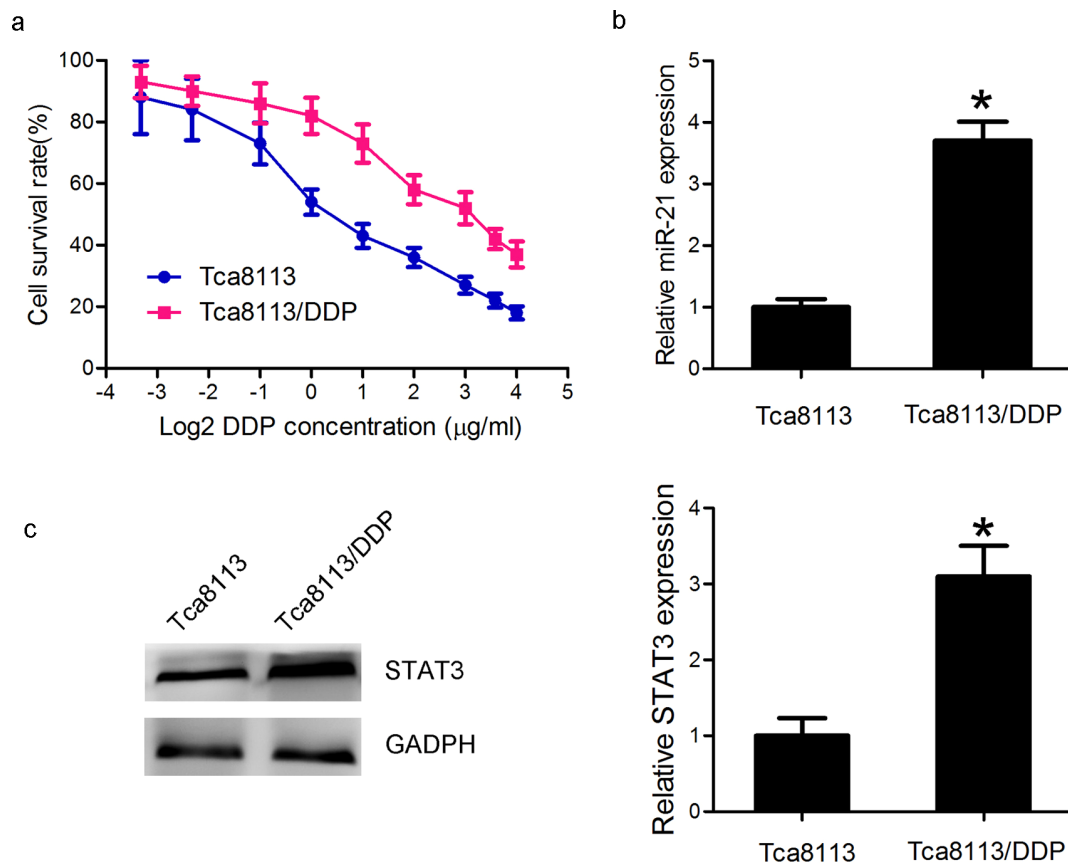 a
100
80
60
40
20
0
Cell survival rate(%)
Tca8113
Tca8113/DDP
-4 -3 -2 -1 0 1 2 3 4 5
Log2 DDP concentration (μg/ml)
b
5
4
3
2
1
0
Relative miR-21 expression
*
Tca8113 Tca8113/DDP
c
Tca8113 Tca8113/DDP
STAT3
GADPH
4
3
2
1
0
Relative STAT3 expression
*
Tca8113 Tca8113/DDP